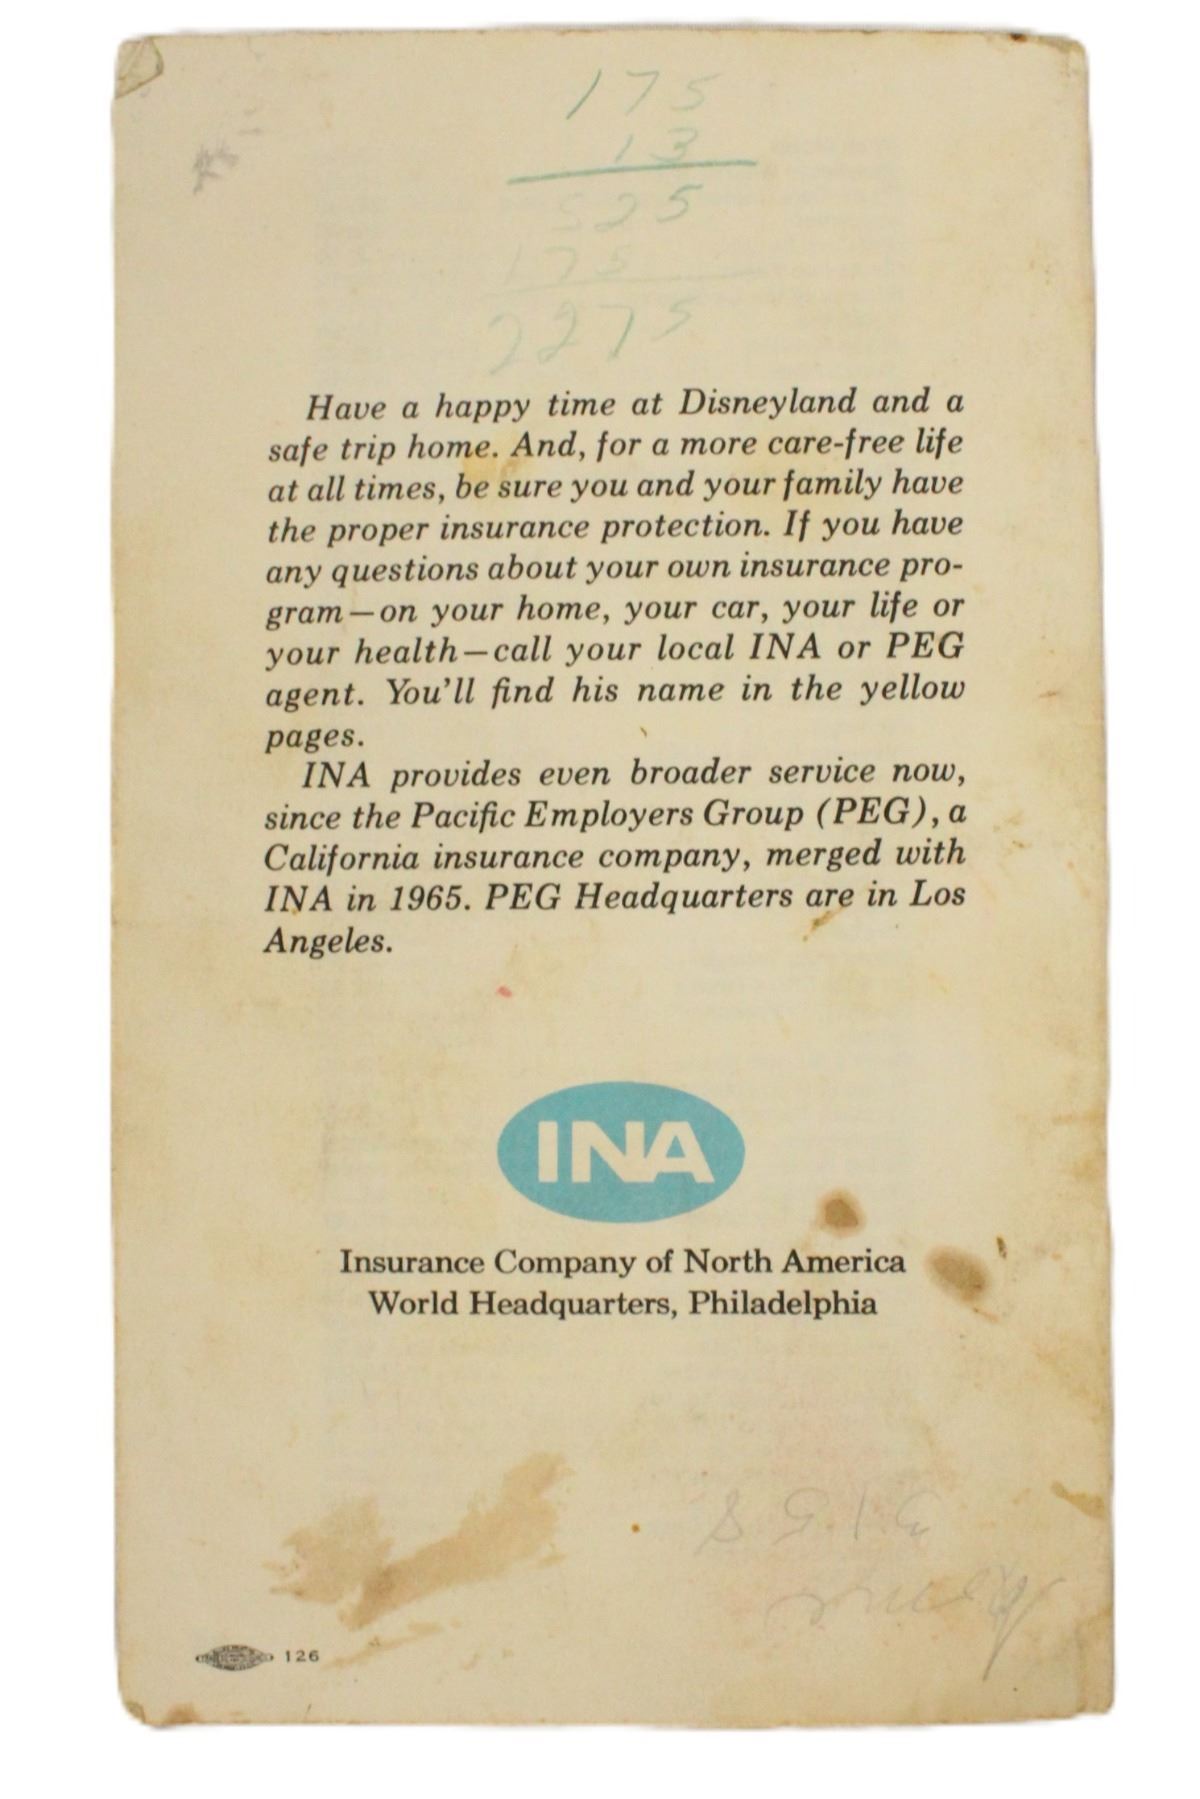 175
13
525
175
2275
Have a happy time at Disneyland and a
safe trip home. And, for a more care-free life
at all times, be sure you and your family have
the proper insurance protection. If you have
any questions about your own insurance pro-
gram—on your home, your car, your life or
your health—call your local INA or PEG
agent. You'll find his name in the yellow
pages.
INA provides even broader service now,
since the Pacific Employers Group (PEG), a
California insurance company, merged with
INA in 1965. PEG Headquarters are in Los
Angeles.
INA
Insurance Company of North America
World Headquarters, Philadelphia
126